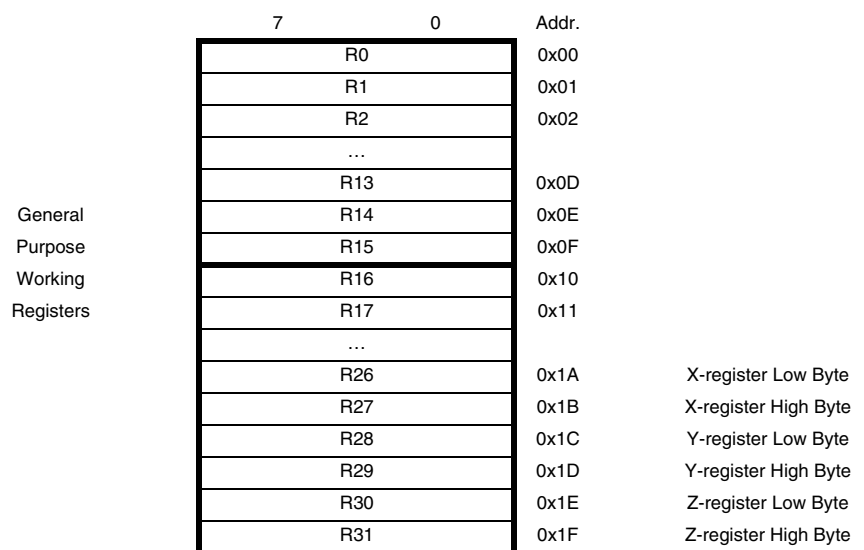 7 0 Addr.
R0 0x00
R1 0x01
R2 0x02
…
R13 0x0D
General R14 0x0E
Purpose R15 0x0F
Working R16 0x10
Registers R17 0x11
…
R26 0x1A X-register Low Byte
R27 0x1B X-register High Byte
R28 0x1C Y-register Low Byte
R29 0x1D Y-register High Byte
R30 0x1E Z-register Low Byte
R31 0x1F Z-register High Byte